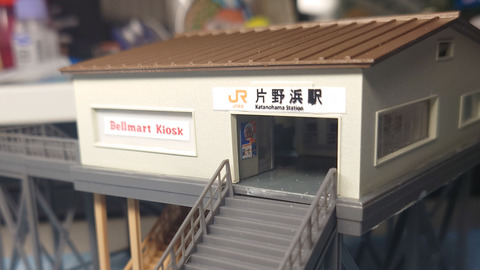 JR 片野浜駅
Katanohama Station
Bellmart Kiosk